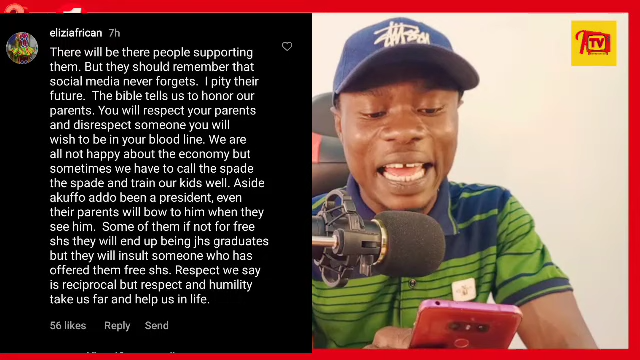 eliziafrican 7h
There will be there people supporting
them. But they should remember that
social media never forgets. I pity their
future. The bible tells us to honor our
parents. You will respect your parents
and disrespect someone you will
wish to be in your blood line. We are
all not happy about the economy but
sometimes we have to call the spade
the spade and train our kids well. Aside
akuffo addo been a president, even
their parents will bow to him when they
see him. Some of them if not for free
shs they will end up being jhs graduates
but they will insult someone who has
offered them free shs. Respect we say
is reciprocal but respect and humility
take us far and help us in life.
56 likes Reply Send
TV